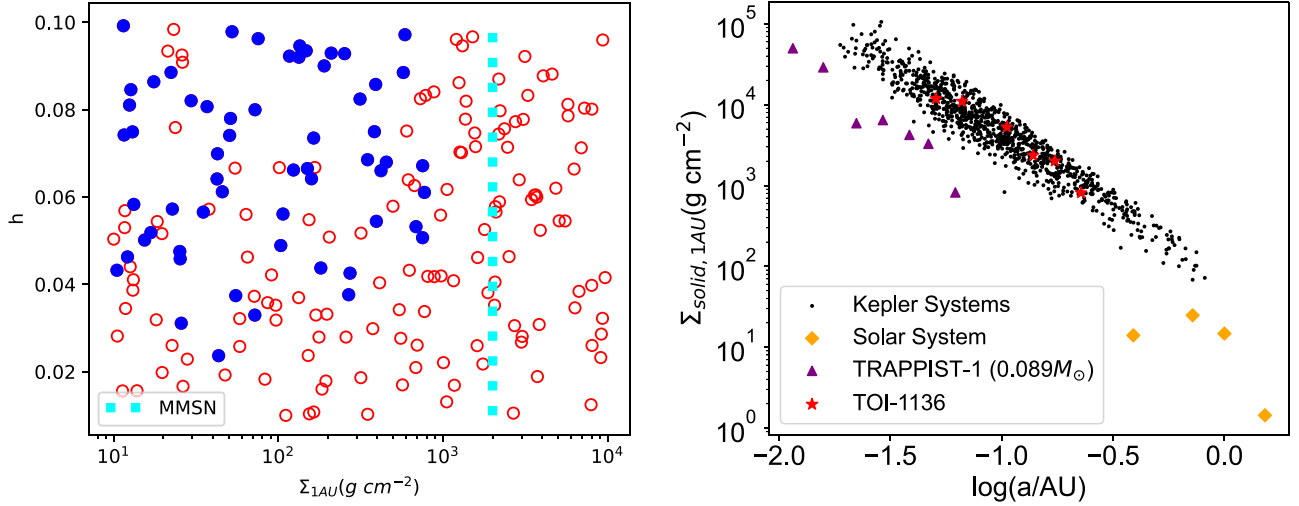 0.10
0.08
0.06
0.04
0.02
h
MMSN
10¹ 10² 10³ 10⁴
Σ1AU(g cm⁻²)
10⁵
10⁴
10³
10²
10¹
10⁰
Σsolid, 1AU(g cm⁻²)
Kepler Systems
Solar System
TRAPPIST-1 (0.089M⊙)
TOI-1136
−2.0 −1.5 −1.0 −0.5 0.0
log(a/AU)